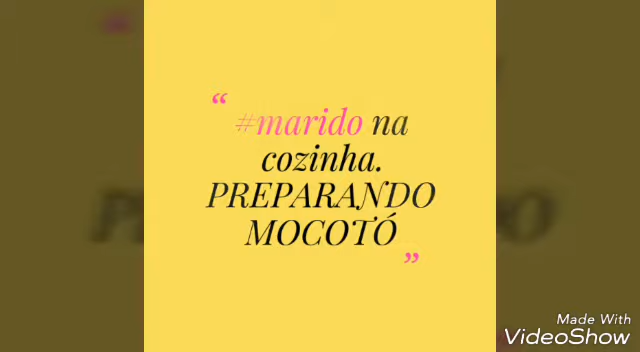 “
#marido na
cozinha.
PREPARANDO
MOCOTÓ
”
Made With
VideoShow